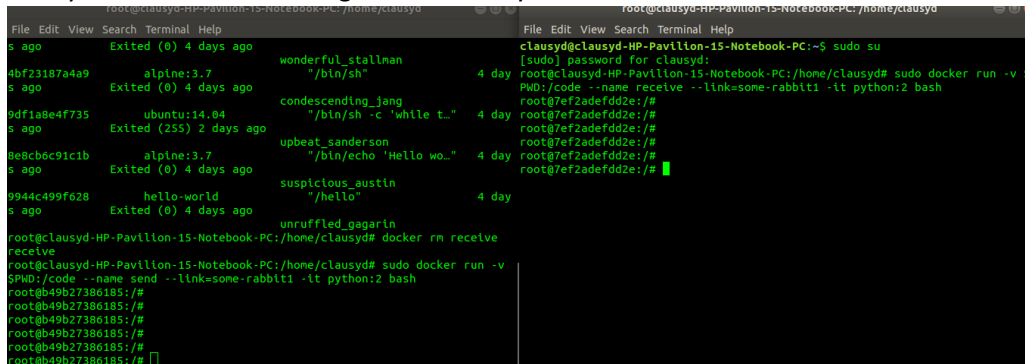 root@clausyd-HP-Pavilion-15-Notebook-PC: /home/clausyd
File Edit View Search Terminal Help
s ago Exited (0) 4 days ago
wonderful_stallman
4bf23187a4a9 alpine:3.7 "/bin/sh" 4 day
s ago Exited (0) 4 days ago
condescending_jang
9df1a8e4f735 ubuntu:14.04 "/bin/sh -c 'while t…" 4 day
s ago Exited (255) 2 days ago
upbeat_sanderson
8e8cb6c91c1b alpine:3.7 "/bin/echo 'Hello wo…" 4 day
s ago Exited (0) 4 days ago
suspicious_austin
9944c499f628 hello-world "/hello" 4 day
s ago Exited (0) 4 days ago
unruffled_gagarin
root@clausyd-HP-Pavilion-15-Notebook-PC:/home/clausyd# docker rm receive
receive
root@clausyd-HP-Pavilion-15-Notebook-PC:/home/clausyd# sudo docker run -v
$PWD:/code --name send --link=some-rabbit1 -it python:2 bash
root@b49b27386185:/#
root@b49b27386185:/#
root@b49b27386185:/#
root@b49b27386185:/#
root@b49b27386185:/#
root@clausyd-HP-Pavilion-15-Notebook-PC: /home/clausyd
File Edit View Search Terminal Help
clausyd@clausyd-HP-Pavilion-15-Notebook-PC:~$ sudo su
[sudo] password for clausyd:
root@clausyd-HP-Pavilion-15-Notebook-PC:/home/clausyd# sudo docker run -v $
PWD:/code --name receive --link=some-rabbit1 -it python:2 bash
root@7ef2adefdd2e:/#
root@7ef2adefdd2e:/#
root@7ef2adefdd2e:/#
root@7ef2adefdd2e:/#
root@7ef2adefdd2e:/#